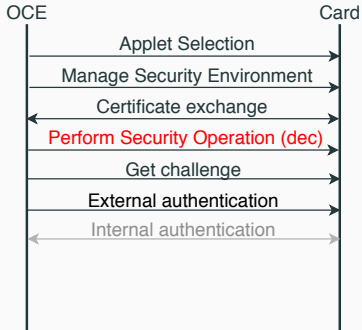 OCE Card
Applet Selection
Manage Security Environment
Certificate exchange
Perform Security Operation (dec)
Get challenge
External authentication
Internal authentication